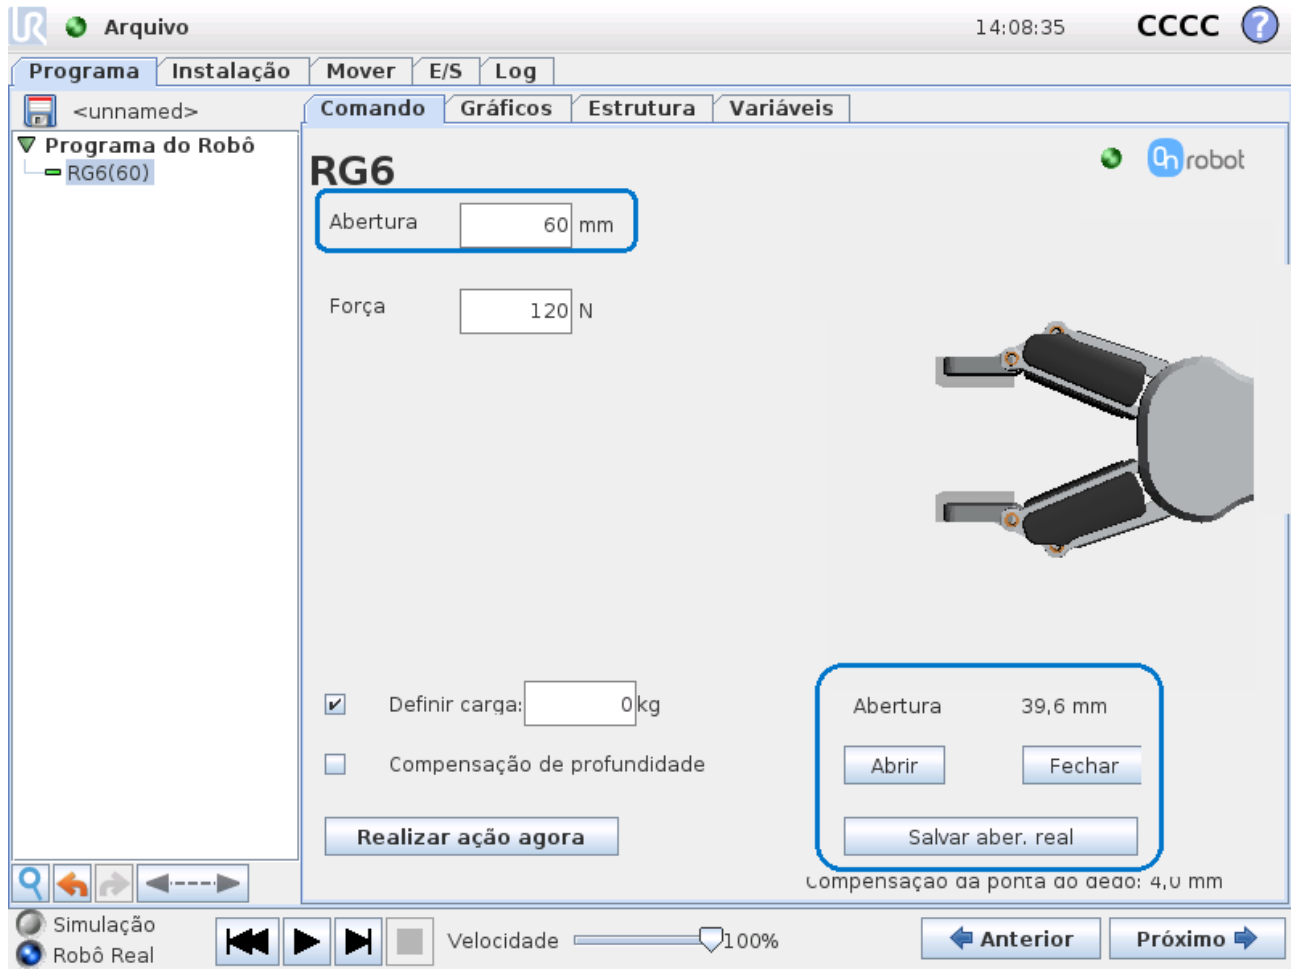 Arquivo 14:08:35 CCCC ?
Programa Instalação Mover E/S Log
<unnamed> Comando Gráficos Estrutura Variáveis
Programa do Robô
RG6(60)
RG6
On robot
Abertura 60 mm
Força 120 N
Definir carga: 0 kg
Compensação de profundidade
Realizar ação agora
Abertura 39,6 mm
Abrir Fechar
Salvar aber. real
Compensação da ponta do dedo: 4,0 mm
Simulação
Robô Real
Velocidade 100%
Anterior Próximo